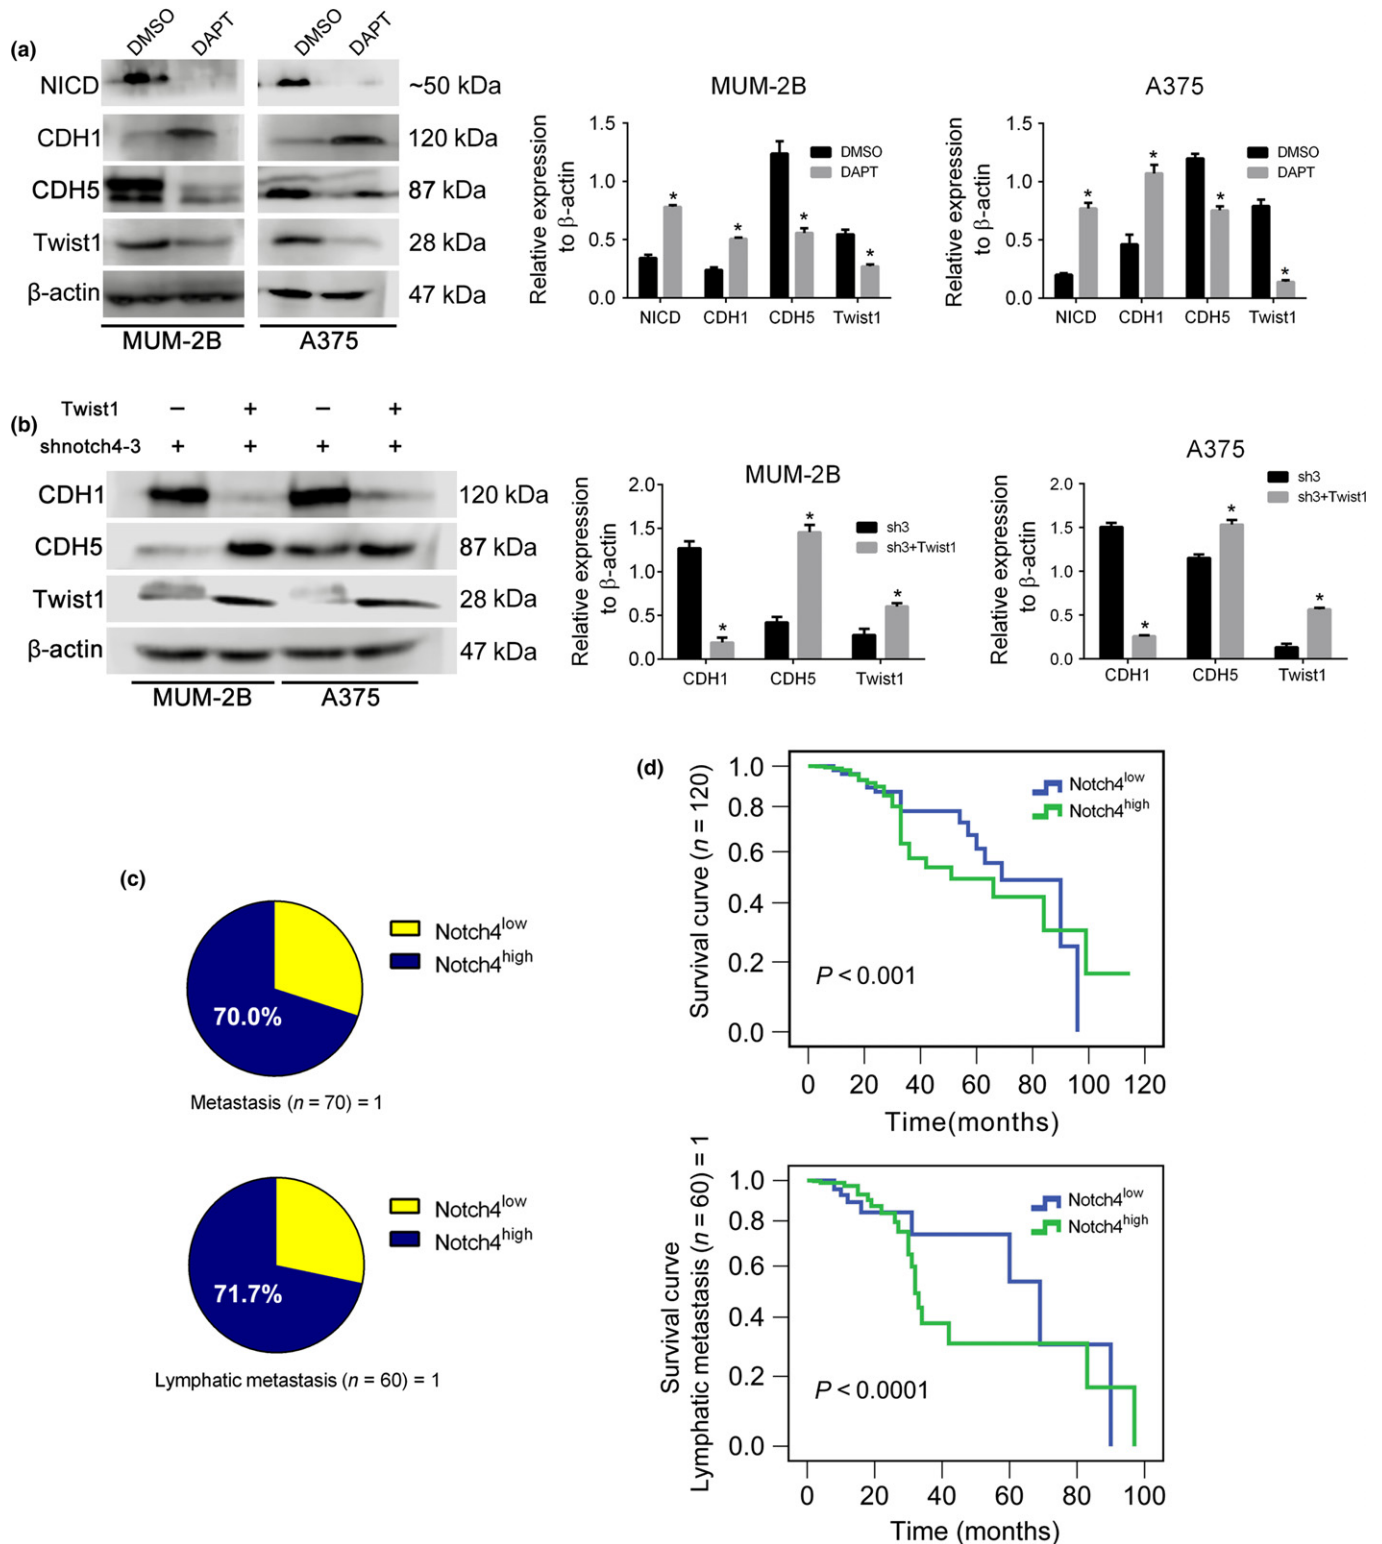 (a)
DMSO DAPT DMSO DAPT
NICD ~50 kDa
CDH1 120 kDa
CDH5 87 kDa
Twist1 28 kDa
β-actin 47 kDa
MUM-2B A375
MUM-2B
Relative expression
to β-actin
1.5
1.0
0.5
0.0
DMSO
DAPT
* * * *
NICD CDH1 CDH5 Twist1
A375
Relative expression
to β-actin
1.5
1.0
0.5
0.0
DMSO
DAPT
* * * *
NICD CDH1 CDH5 Twist1
(b)
Twist1 − + − +
shnotch4-3 + + + +
CDH1 120 kDa
CDH5 87 kDa
Twist1 28 kDa
β-actin 47 kDa
MUM-2B A375
MUM-2B
Relative expression
to β-actin
2.0
1.5
1.0
0.5
0.0
sh3
sh3+Twist1
* * *
CDH1 CDH5 Twist1
A375
Relative expression
to β-actin
2.0
1.5
1.0
0.5
0.0
sh3
sh3+Twist1
* * *
CDH1 CDH5 Twist1
(c)
Notch4low
Notch4high
70.0%
Metastasis (n = 70) = 1
Notch4low
Notch4high
71.7%
Lymphatic metastasis (n = 60) = 1
(d)
Survival curve (n = 120)
1.0
0.8
0.6
0.4
0.2
0.0
Notch4low
Notch4high
P < 0.001
0 20 40 60 80 100 120
Time(months)
Survival curve
Lymphatic metastasis (n = 60) = 1
1.0
0.8
0.6
0.4
0.2
0.0
Notch4low
Notch4high
P < 0.0001
0 20 40 60 80 100
Time (months)